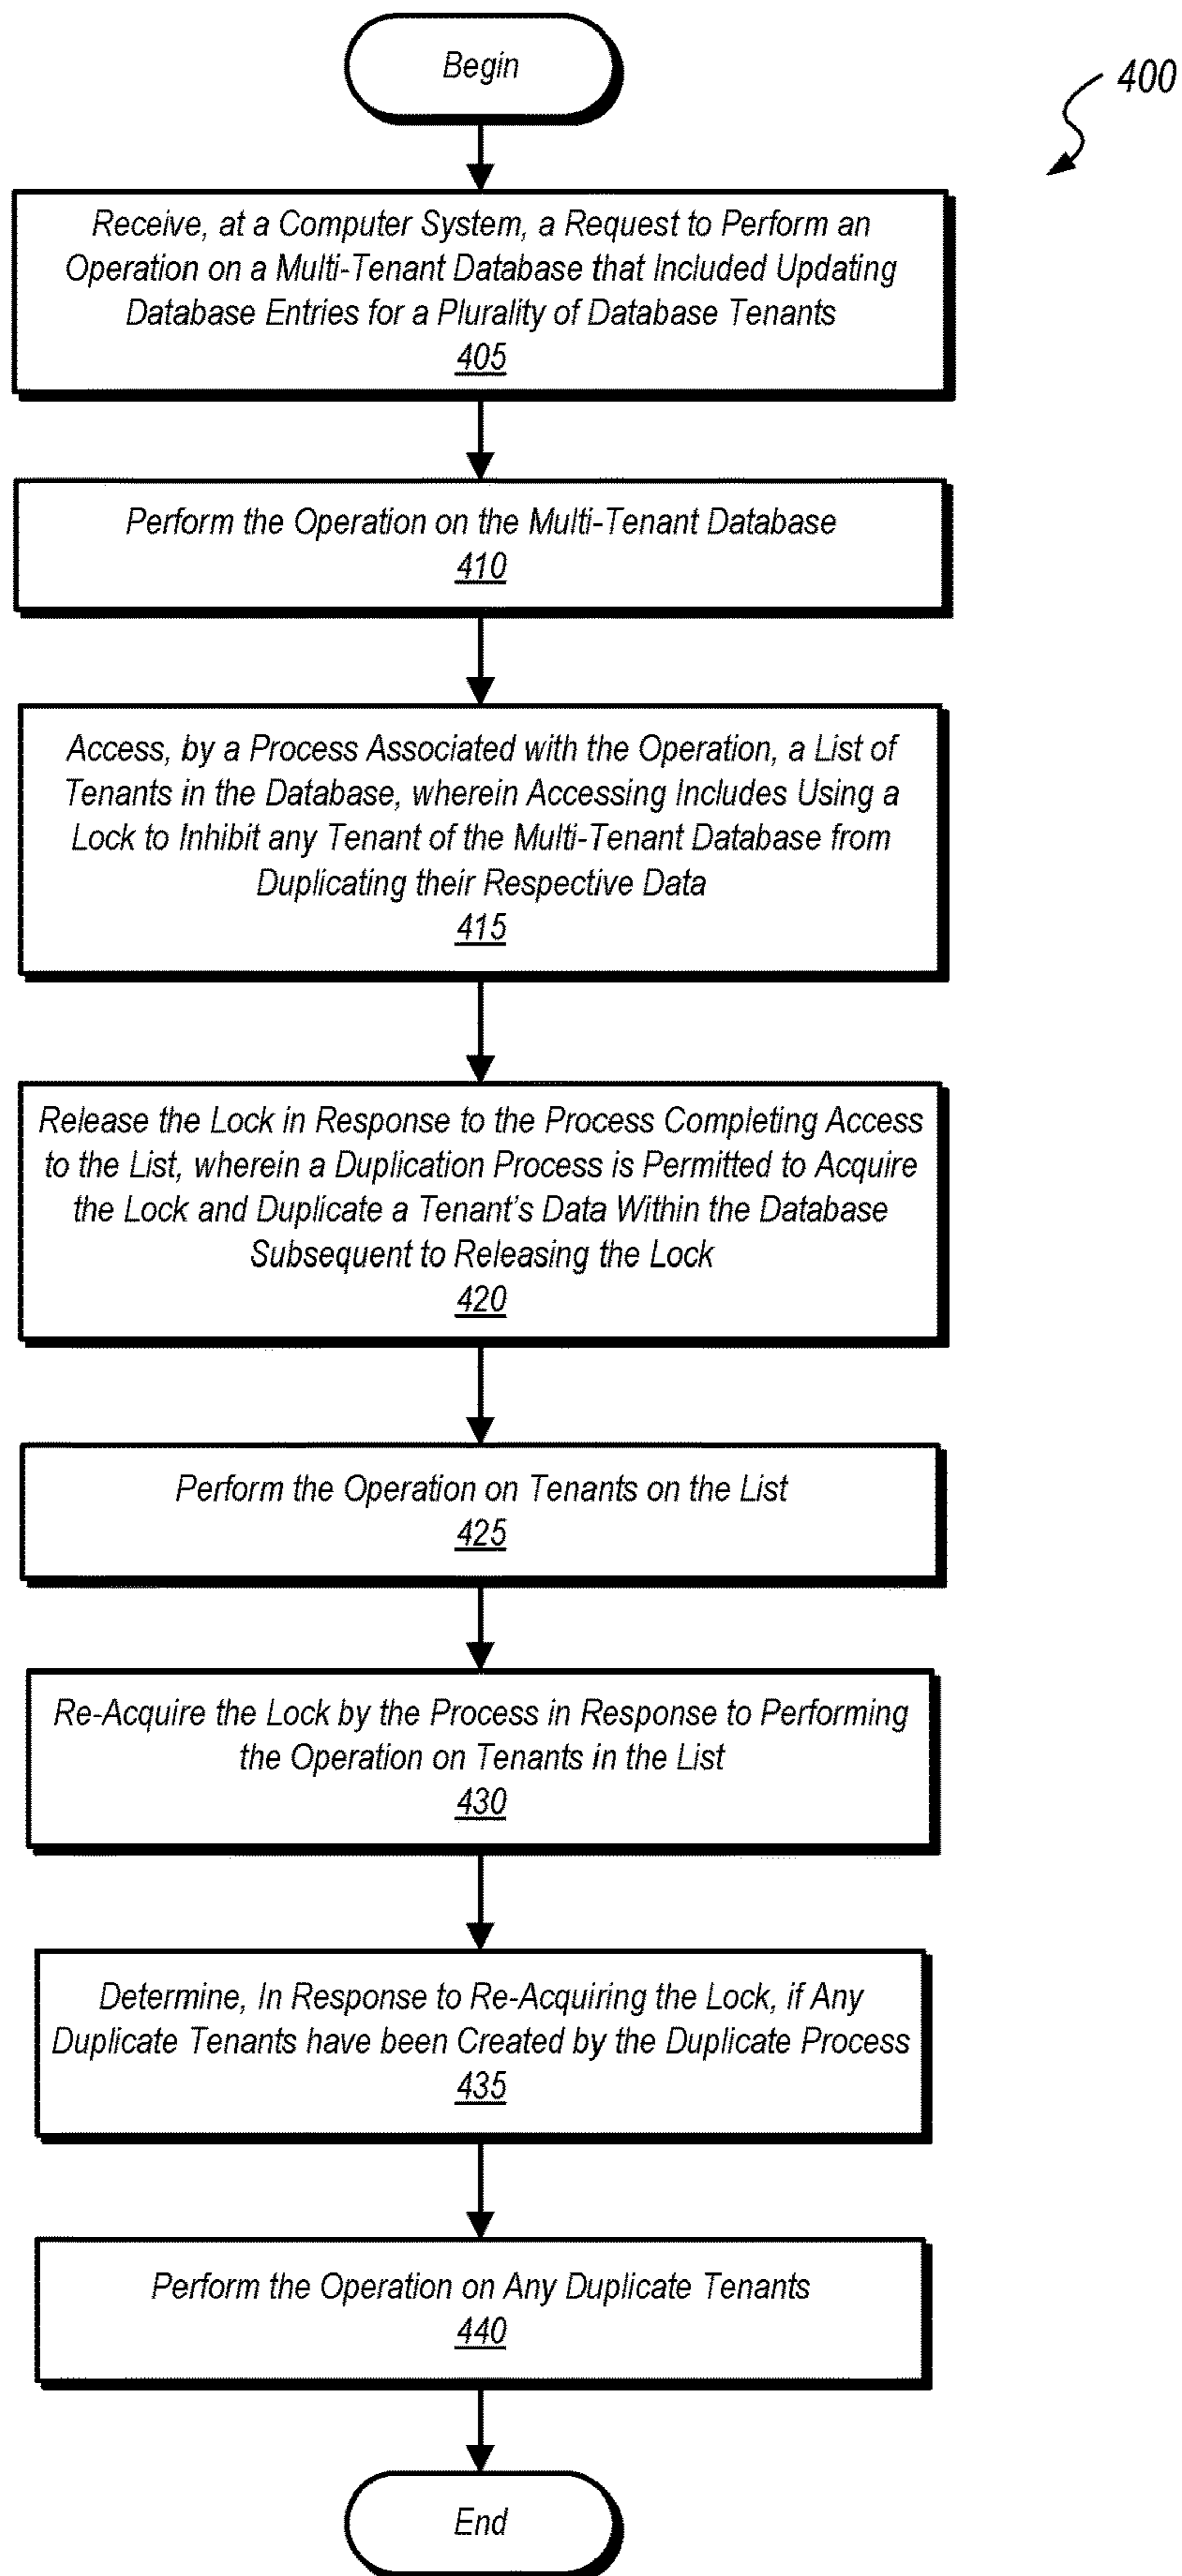 Begin
400
Receive, at a Computer System, a Request to Perform an
Operation on a Multi-Tenant Database that Included Updating
Database Entries for a Plurality of Database Tenants
405
Perform the Operation on the Multi-Tenant Database
410
Access, by a Process Associated with the Operation, a List of
Tenants in the Database, wherein Accessing Includes Using a
Lock to Inhibit any Tenant of the Multi-Tenant Database from
Duplicating their Respective Data
415
Release the Lock in Response to the Process Completing Access
to the List, wherein a Duplication Process is Permitted to Acquire
the Lock and Duplicate a Tenant's Data Within the Database
Subsequent to Releasing the Lock
420
Perform the Operation on Tenants on the List
425
Re-Acquire the Lock by the Process in Response to Performing
the Operation on Tenants in the List
430
Determine, In Response to Re-Acquiring the Lock, if Any
Duplicate Tenants have been Created by the Duplicate Process
435
Perform the Operation on Any Duplicate Tenants
440
End